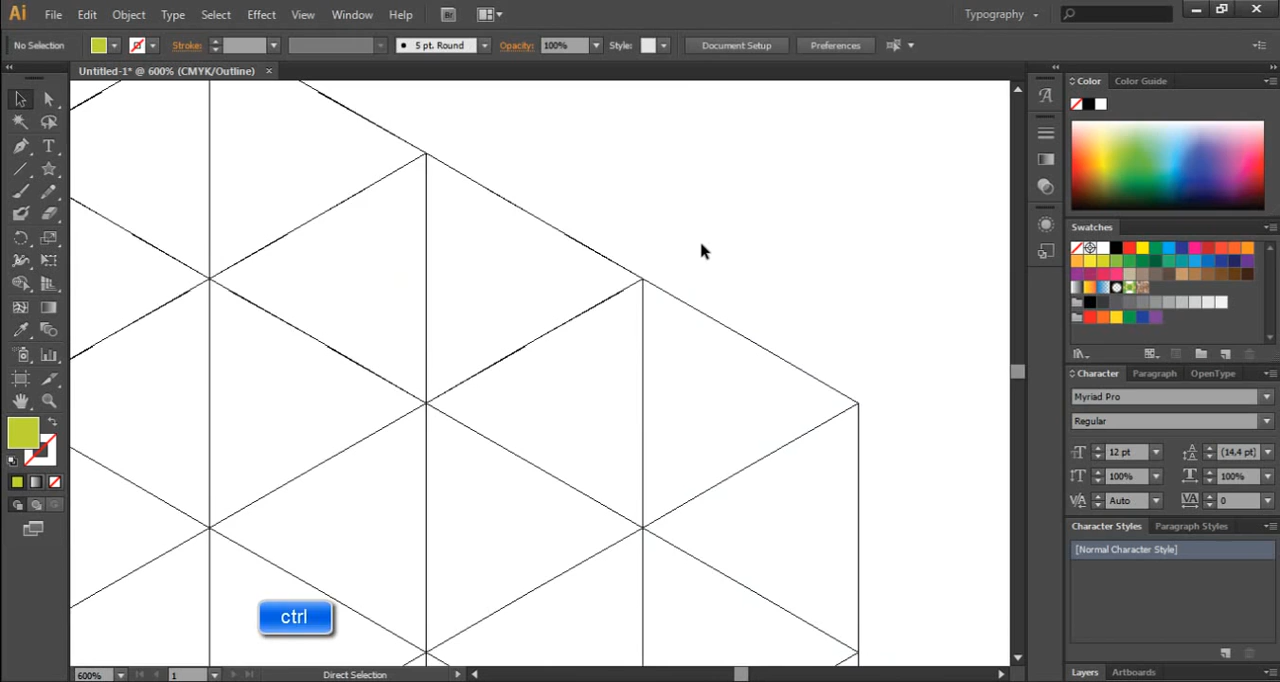 Ai File Edit Object Type Select Effect View Window Help Br Typography
No Selection Stroke: 5 pt. Round Opacity: 100% Style: Document Setup Preferences
Untitled-1* @ 600% (CMYK/Outline) ×
Color Color Guide
Swatches
Character Paragraph OpenType
Myriad Pro
Regular
12 pt (14,4 pt)
100% 100%
Auto 0
Character Styles Paragraph Styles
[Normal Character Style]
ctrl
Layers Artboards
600% 1 Direct Selection